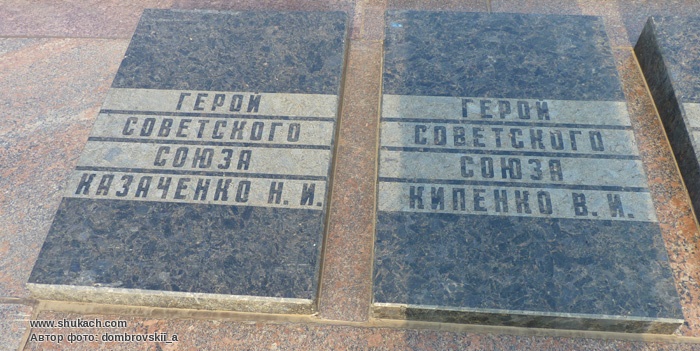 ГЕРОЙ
СОВЕТСКОГО
СОЮЗА
КАЗАЧЕНКО Н. И.
ГЕРОЙ
СОВЕТСКОГО
СОЮЗА
КИПЕНКО В. И.
www.shukach.com
Автор фото: dombrovskii_a